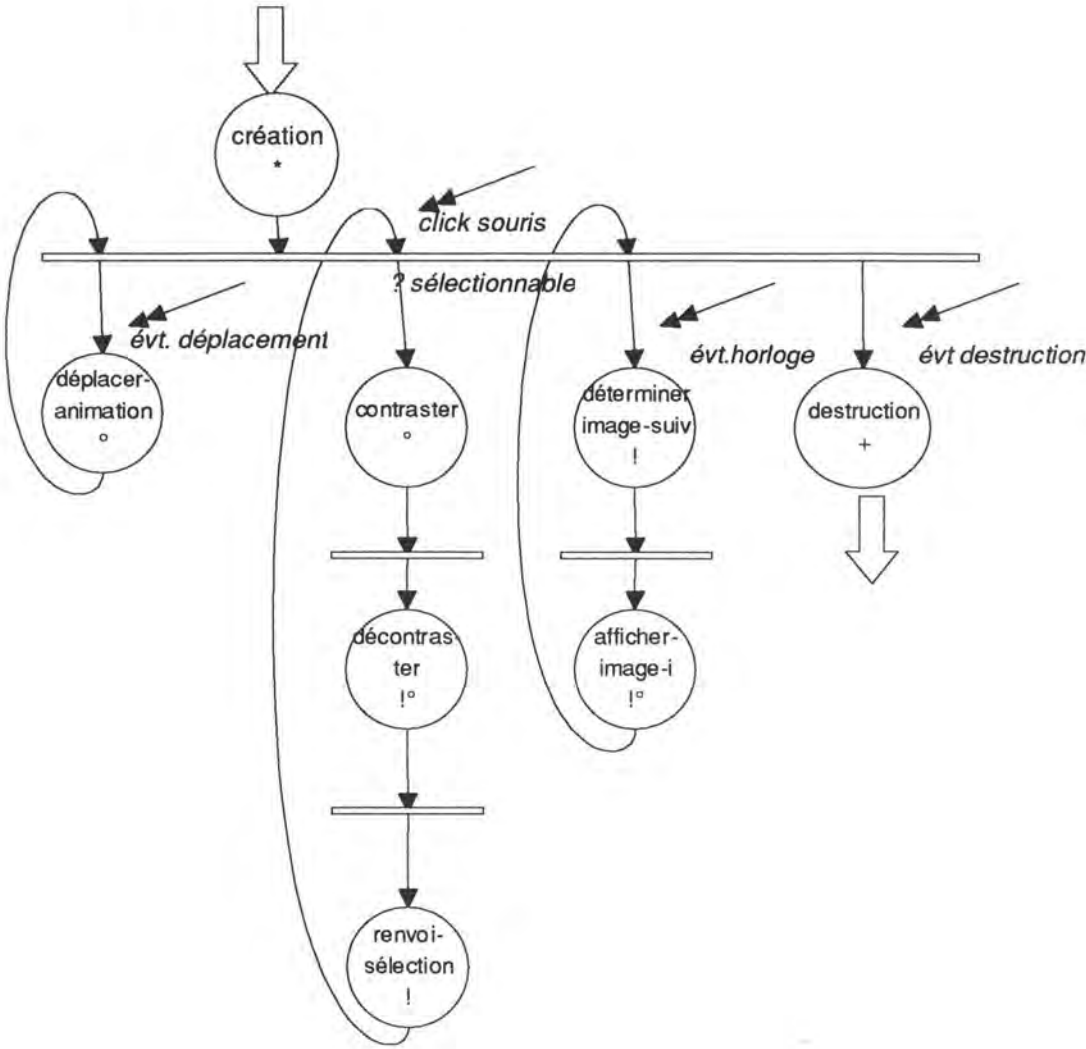 création
*
click souris
? sélectionnable
évt. déplacement
évt.horloge
évt destruction
déplacer-
animation
°
contraster
°
déterminer
image-suiv
!
destruction
+
décontras-
ter
!°
afficher-
image-i
!°
renvoi-
sélection
!